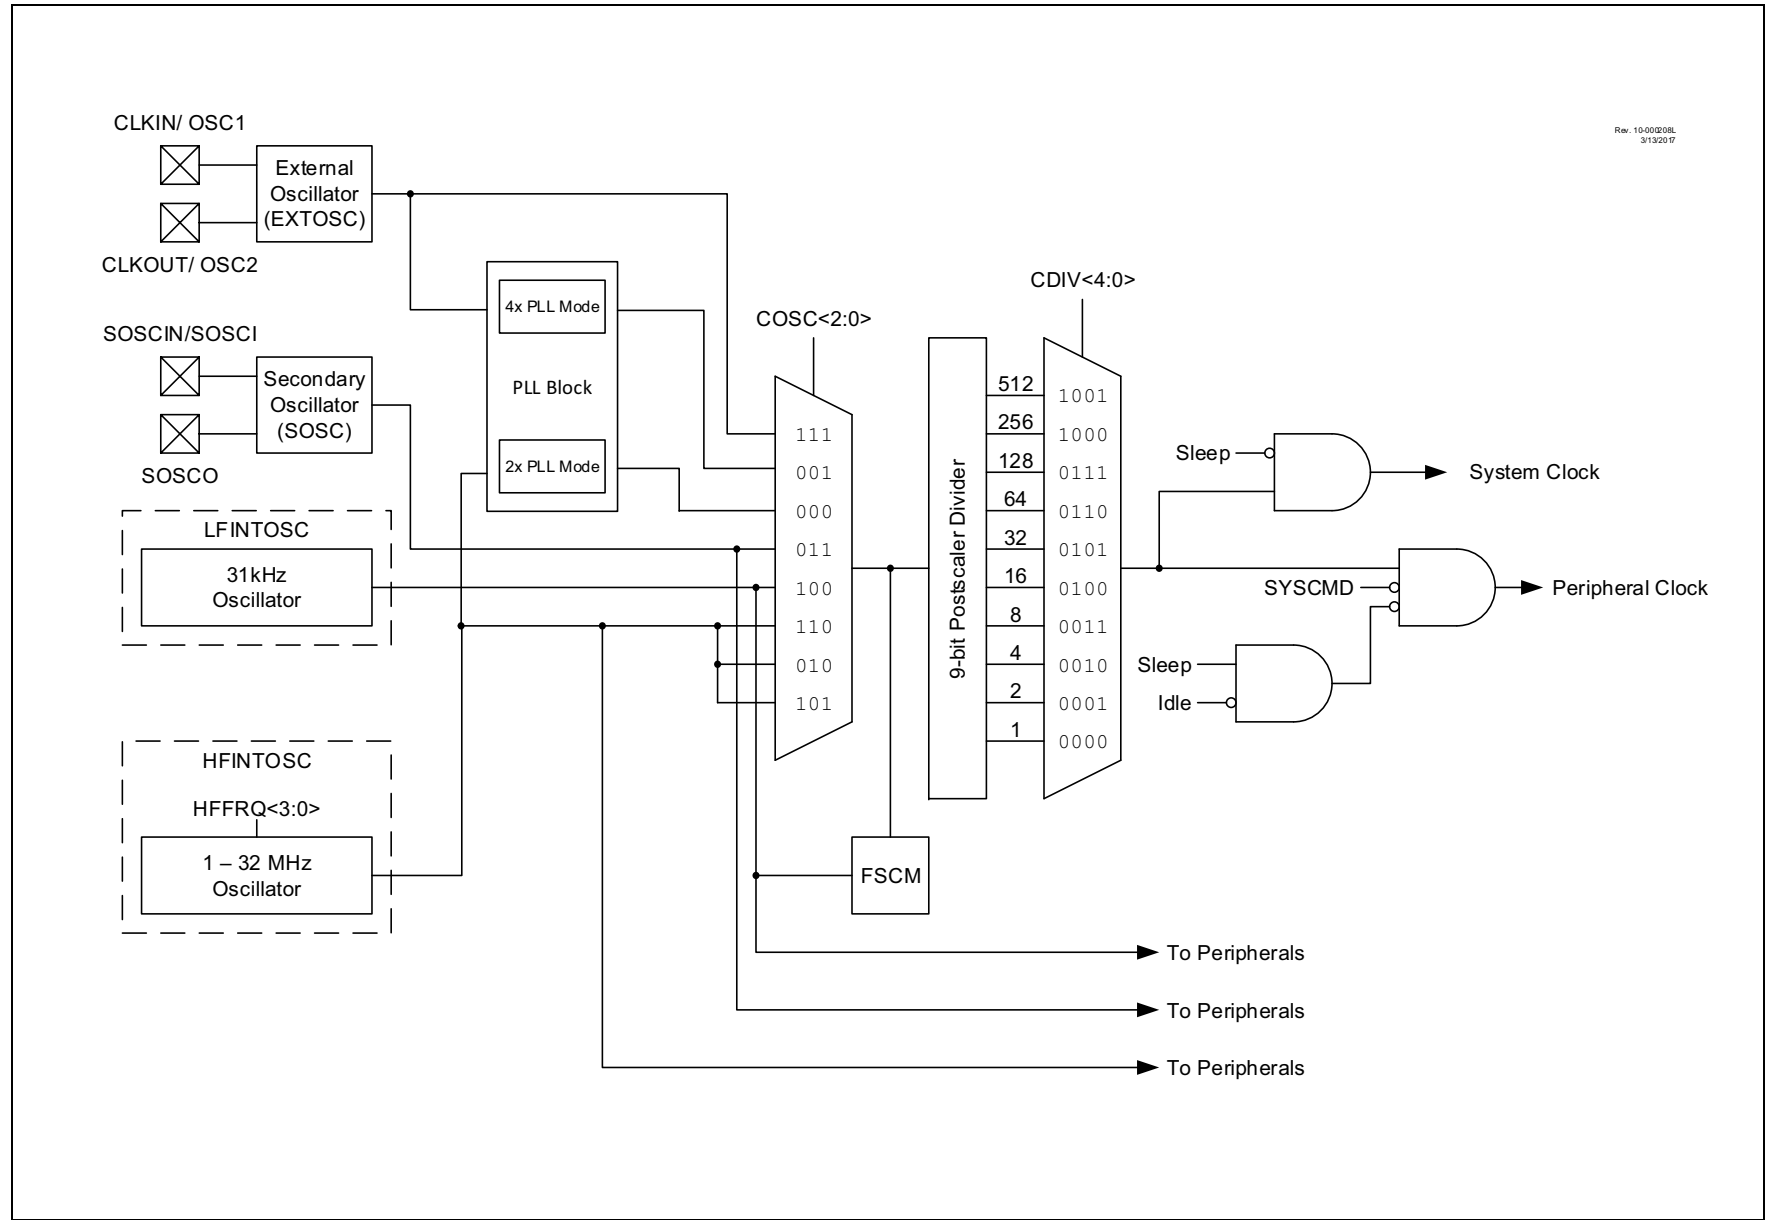 Rev. 10-000208L
3/13/2017
CLKIN/ OSC1
External
Oscillator
(EXTOSC)
CLKOUT/ OSC2
SOSCIN/SOSCI
Secondary
Oscillator
(SOSC)
SOSCO
LFINTOSC
31kHz
Oscillator
HFINTOSC
HFFRQ<3:0>
1 – 32 MHz
Oscillator
4x PLL Mode
PLL Block
2x PLL Mode
COSC<2:0>
111
001
000
011
100
110
010
101
FSCM
9-bit Postscaler Divider
512
256
128
64
32
16
8
4
2
1
CDIV<4:0>
1001
1000
0111
0110
0101
0100
0011
0010
0001
0000
Sleep
System Clock
SYSCMD
Peripheral Clock
Sleep
Idle
To Peripherals
To Peripherals
To Peripherals